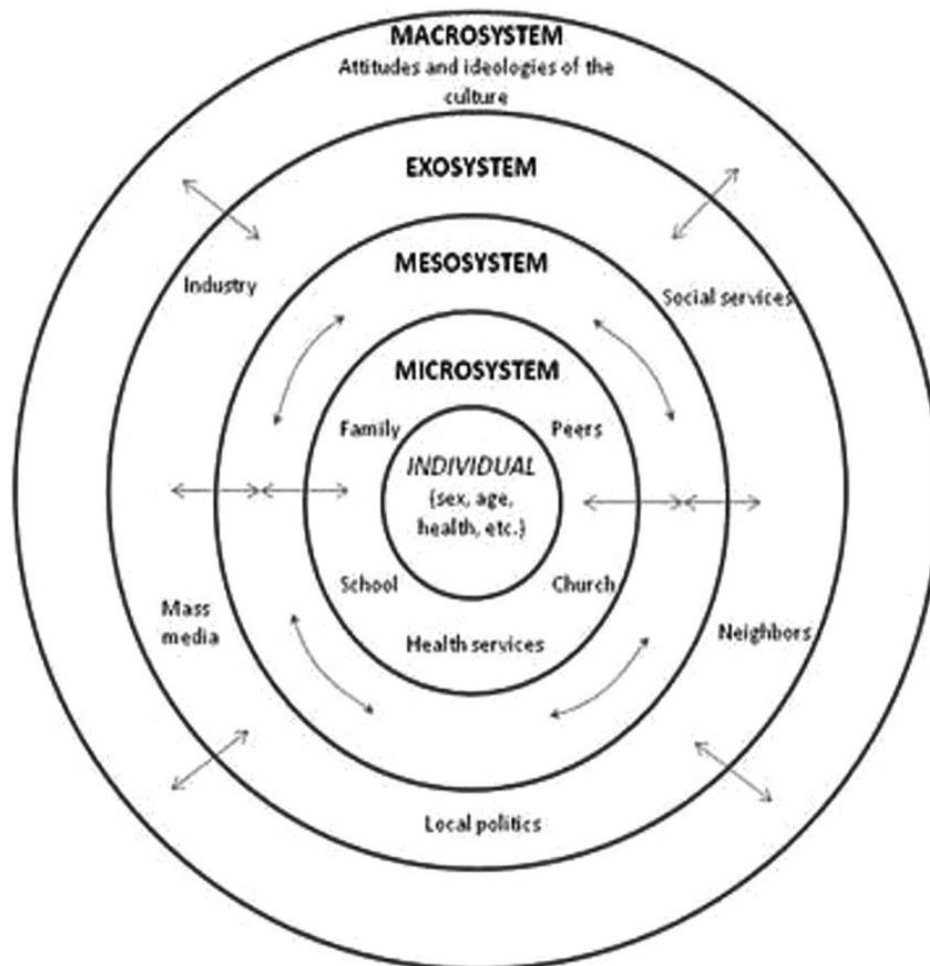 MACROSYSTEM
Attitudes and ideologies of the
culture
EXOSYSTEM
MESOSYSTEM
Industry
Social services
MICROSYSTEM
Family
Peers
INDIVIDUAL
{sex, age,
health, etc.}
School
Church
Mass
media
Health services
Neighbors
Local politics